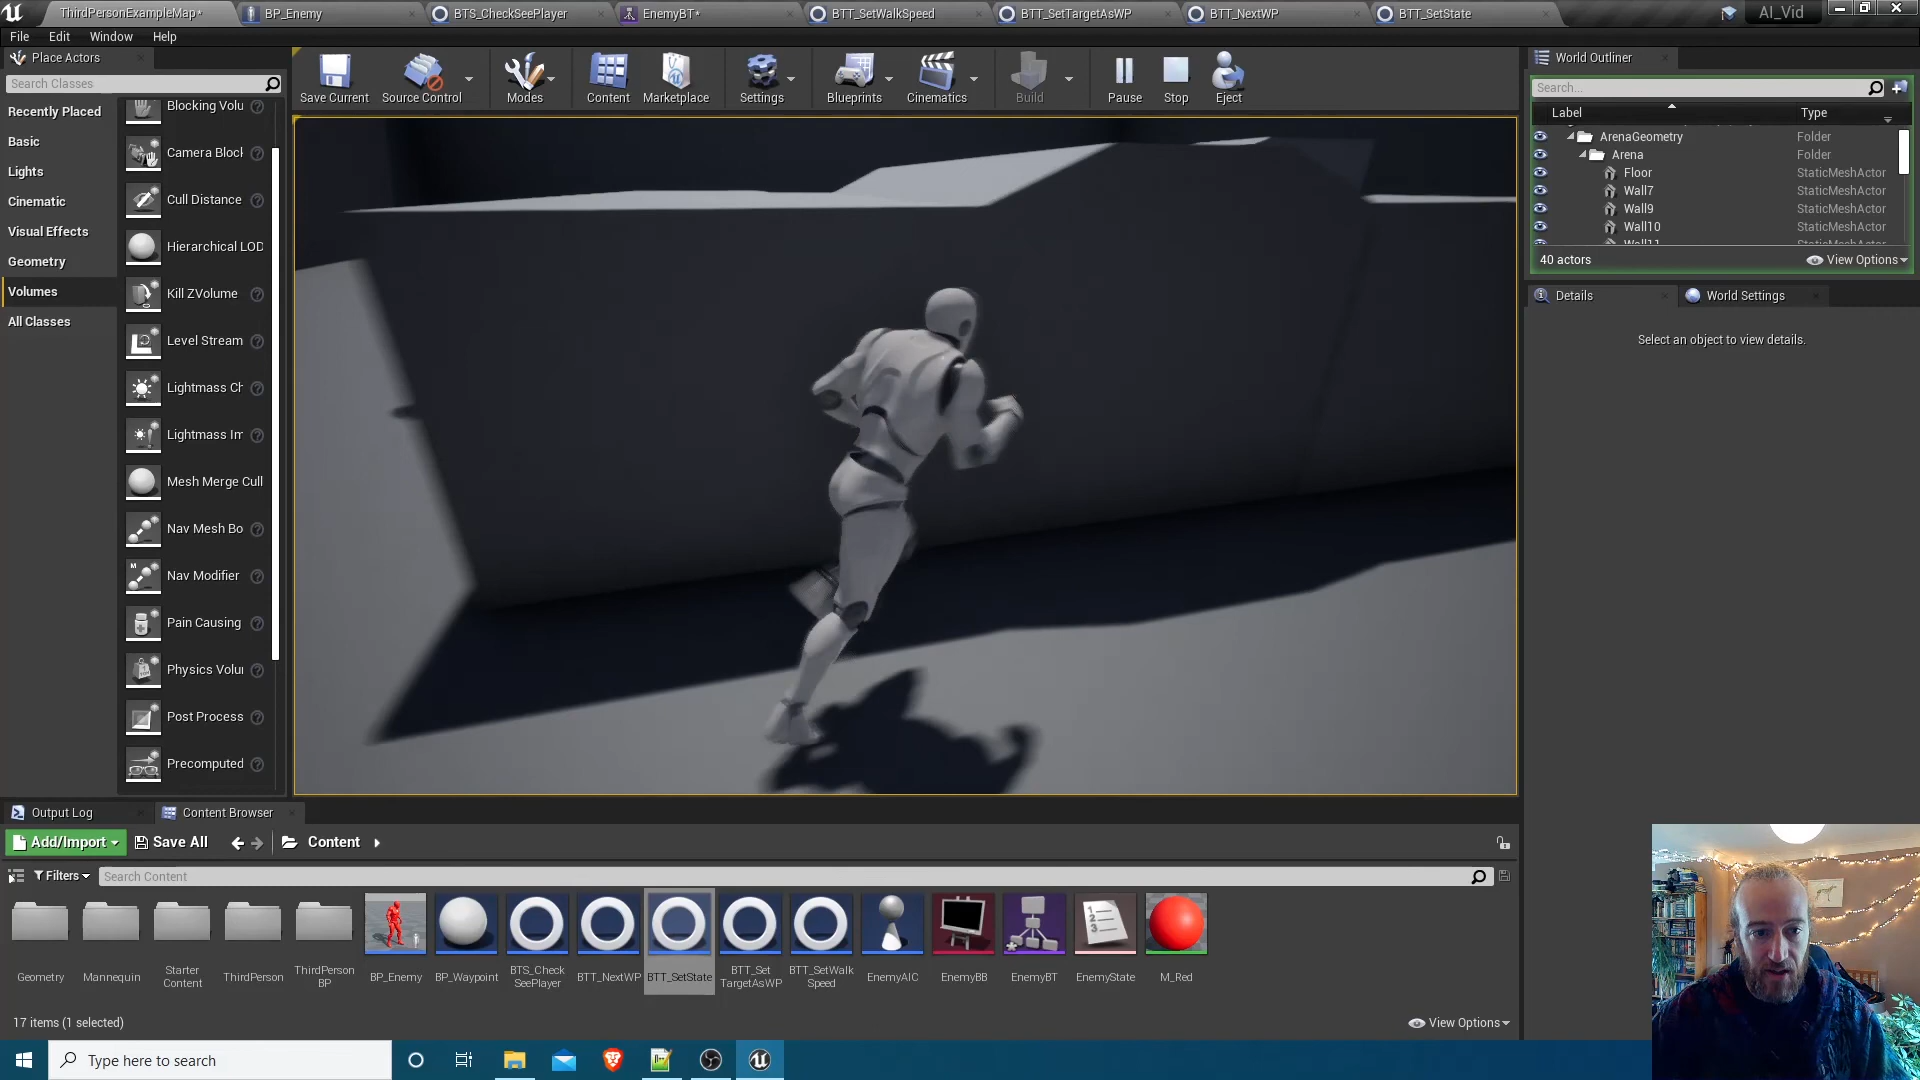 ThirdPersonExampleMap*
BP_Enemy
BTS_CheckSeePlayer
EnemyBT*
BTT_SetWalkSpeed
BTT_SetTargetAsWP
BTT_NextWP
BTT_SetState
AI_Vid
File
Edit
Window
Help
Place Actors
Search Classes
Recently Placed
Basic
Lights
Cinematic
Visual Effects
Geometry
Volumes
All Classes
Blocking Volu
Camera Block
Cull Distance
Hierarchical LOD
Kill ZVolume
Level Stream
Lightmass Ch
Lightmass Im
Mesh Merge Cull
Nav Mesh Bo
Nav Modifier
Pain Causing
Physics Volu
Post Process
Precomputed
Save Current
Source Control
Modes
Content
Marketplace
Settings
Blueprints
Cinematics
Build
Pause
Stop
Eject
World Outliner
Search...
Label
Type
ArenaGeometry
Folder
Arena
Folder
Floor
StaticMeshActor
Wall7
StaticMeshActor
Wall9
StaticMeshActor
Wall10
StaticMeshActor
Wall11
40 actors
View Options
Details
World Settings
Select an object to view details.
Output Log
Content Browser
Add/Import
Save All
Content
Filters
Search Content
Geometry
Mannequin
Starter
Content
ThirdPerson
ThirdPerson
BP
BP_Enemy
BP_Waypoint
BTS_Check
SeePlayer
BTT_NextWP
BTT_SetState
BTT_Set
TargetAsWP
BTT_SetWalk
Speed
EnemyAIC
EnemyBB
EnemyBT
EnemyState
M_Red
17 items (1 selected)
View Options
Type here to search